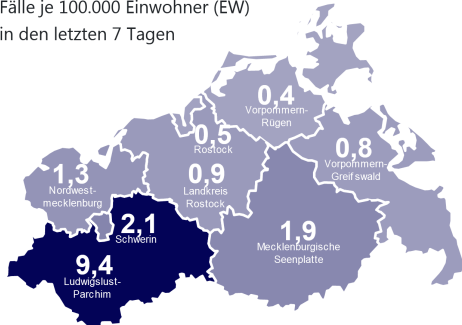 Fälle je 100.000 Einwohner (EW)
in den letzten 7 Tagen
0,4
Vorpommern-
Rügen
0,5
Rostock
0,8
Vorpommern-
Greifswald
1,3
Nordwest-
mecklenburg
0,9
Landkreis
Rostock
2,1
Schwerin
1,9
Mecklenburgische
Seenplatte
9,4
Ludwigslust-
Parchim